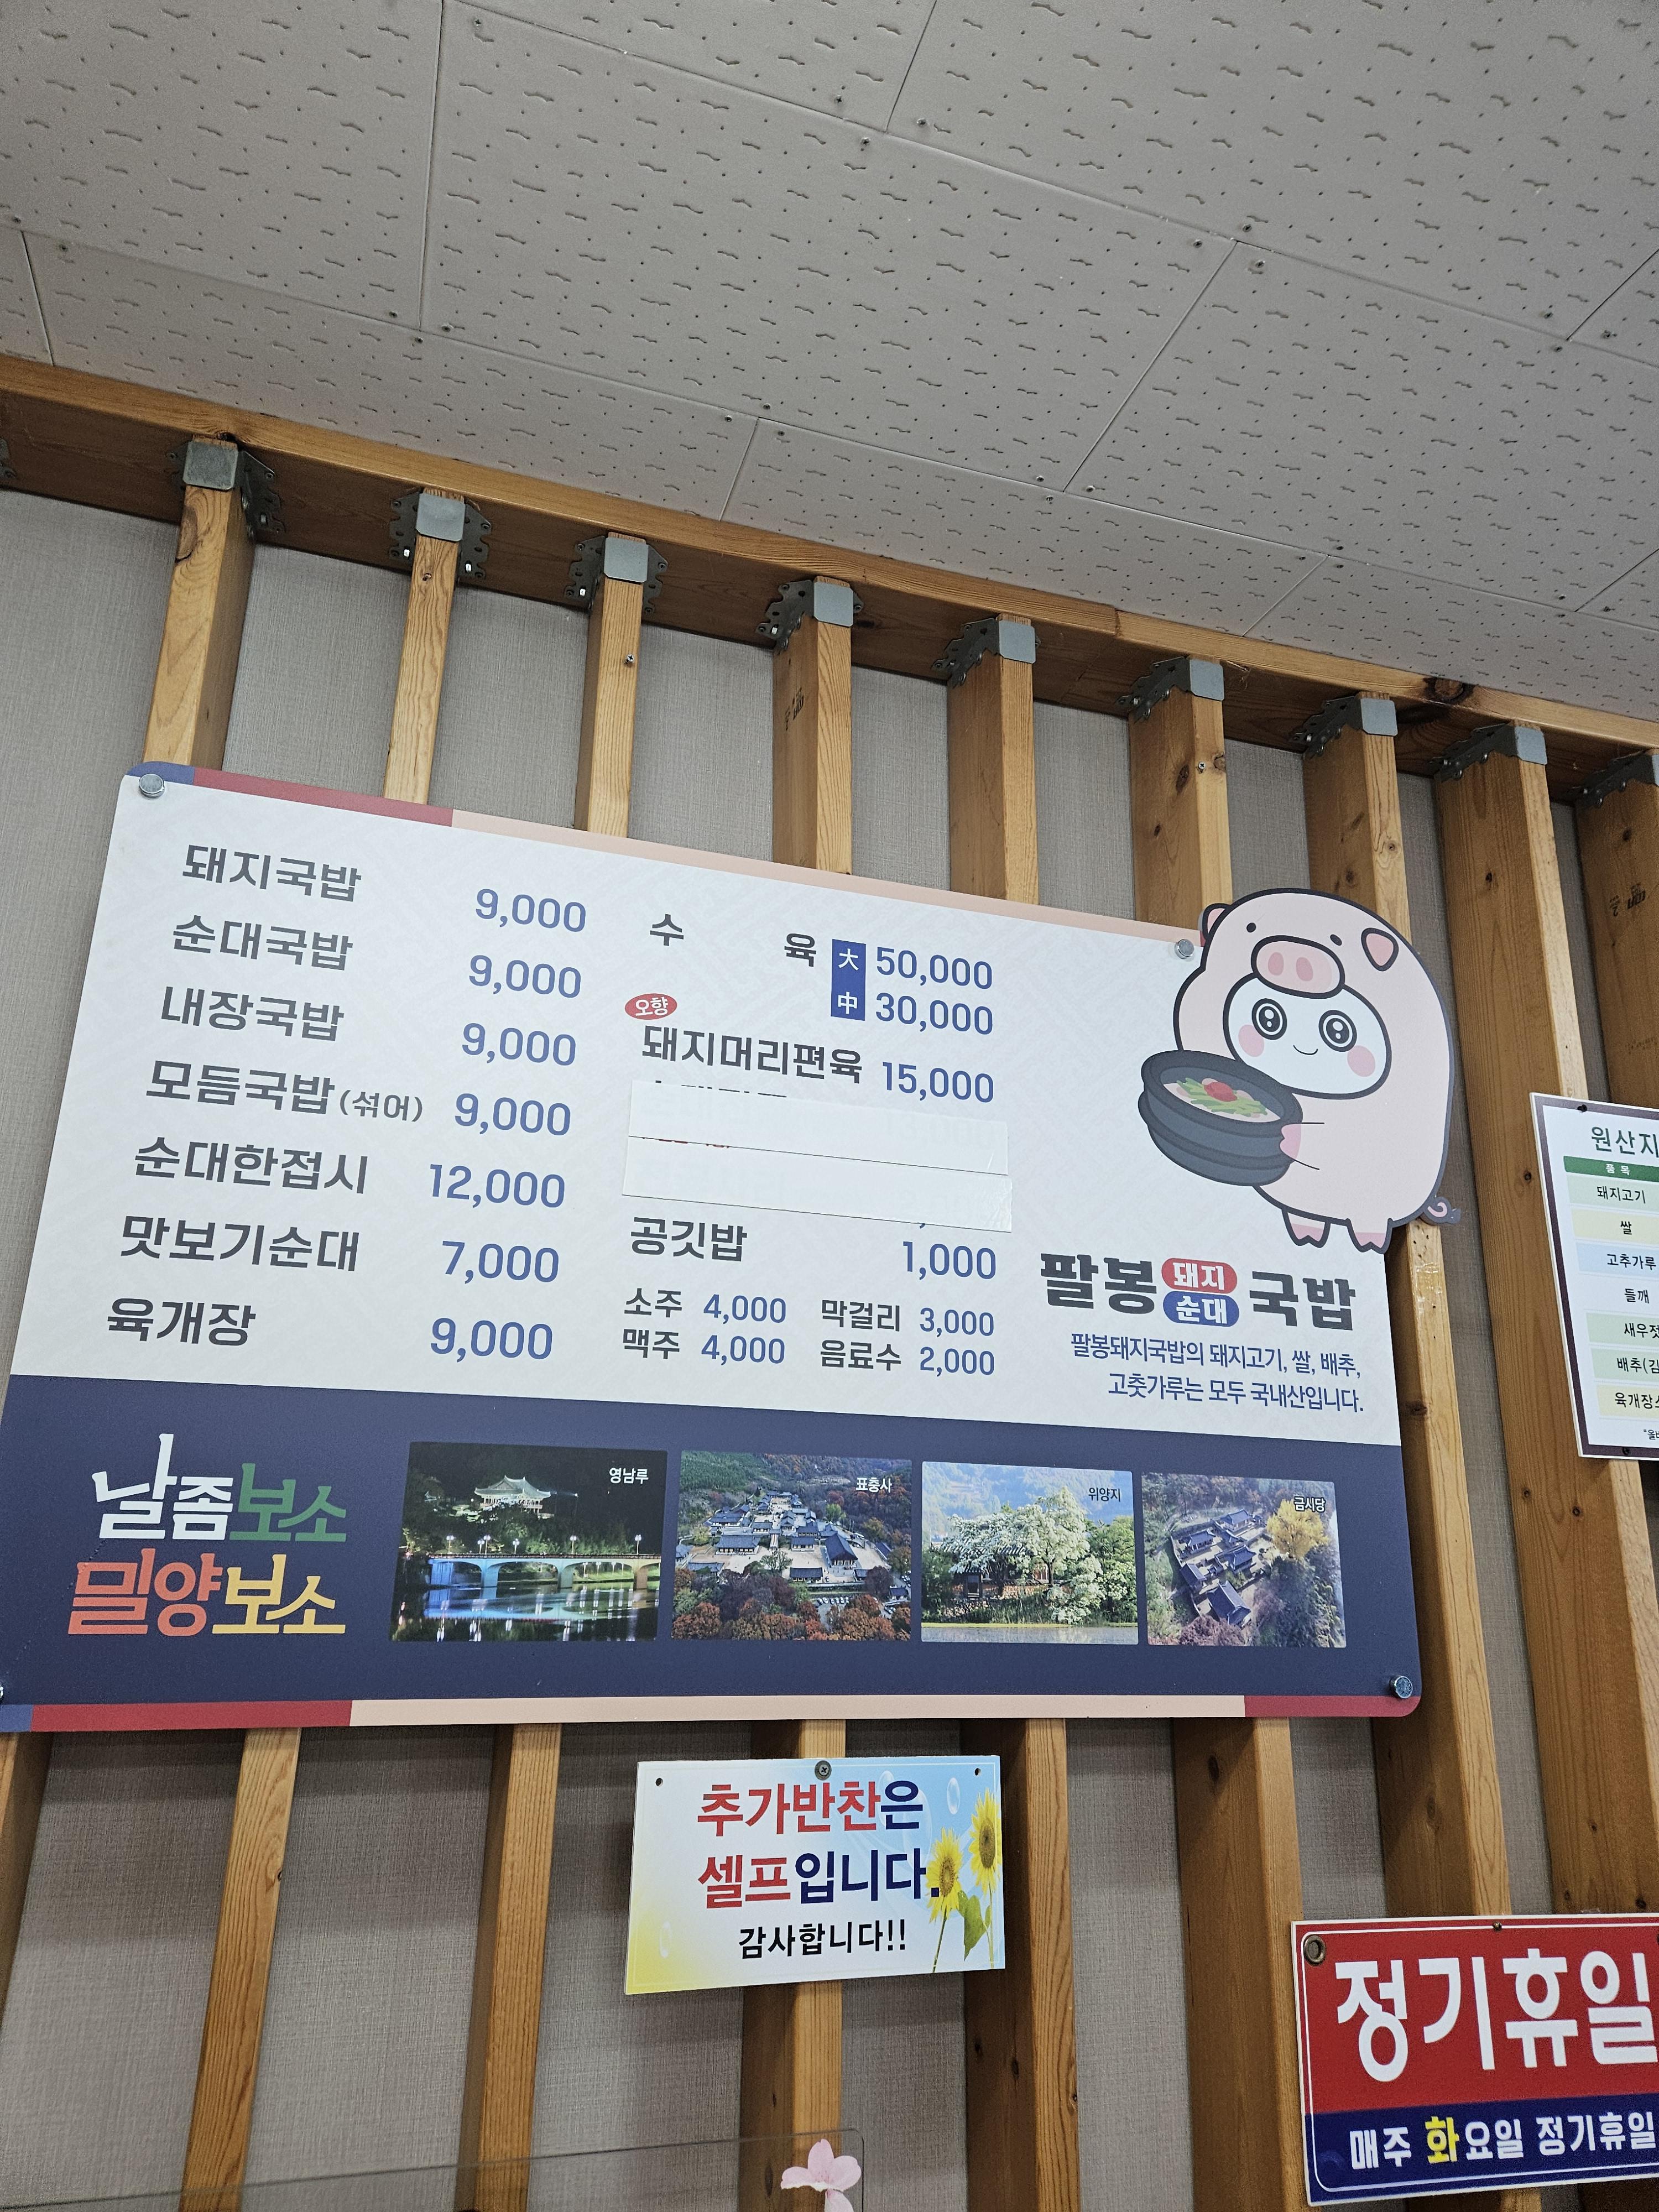 돼지국밥 9,000
순대국밥 9,000
내장국밥 9,000
모듬국밥(섞어) 9,000
순대한접시 12,000
맛보기순대 7,000
육개장 9,000
수 육 大 50,000
中 30,000
오향
돼지머리편육 15,000
공깃밥 1,000
소주 4,000 막걸리 3,000
맥주 4,000 음료수 2,000
팔봉 돼지 순대 국밥
팔봉돼지국밥의 돼지고기, 쌀, 배추,
고춧가루는 모두 국내산입니다.
날좀보소
밀양보소
영남루
표충사
위양지
금시당
원산지
품 목
돼지고기
쌀
고추가루
들깨
새우젓
배추(김
육개장
추가반찬은
셀프입니다.
감사합니다!!
정기휴일
매주 화요일 정기휴일